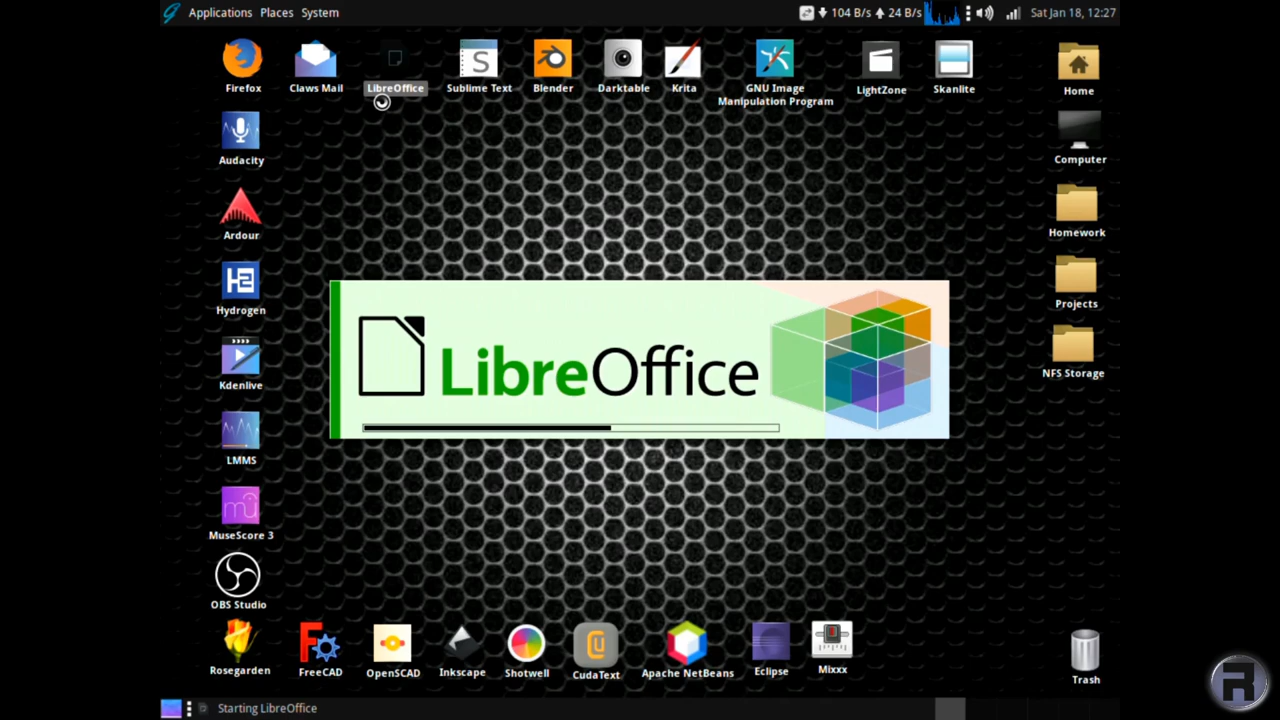 Applications Places System
104 B/s 24 B/s Sat Jan 18, 12:27
Firefox
Claws Mail
LibreOffice
Sublime Text
Blender
Darktable
Krita
GNU Image
Manipulation Program
LightZone
Skanlite
Home
Audacity
Computer
Ardour
Homework
Hydrogen
Projects
Kdenlive
NFS Storage
LibreOffice
LMMS
MuseScore 3
OBS Studio
Rosegarden
FreeCAD
OpenSCAD
Inkscape
Shotwell
CudaText
Apache NetBeans
Eclipse
Mixxx
Trash
Starting LibreOffice